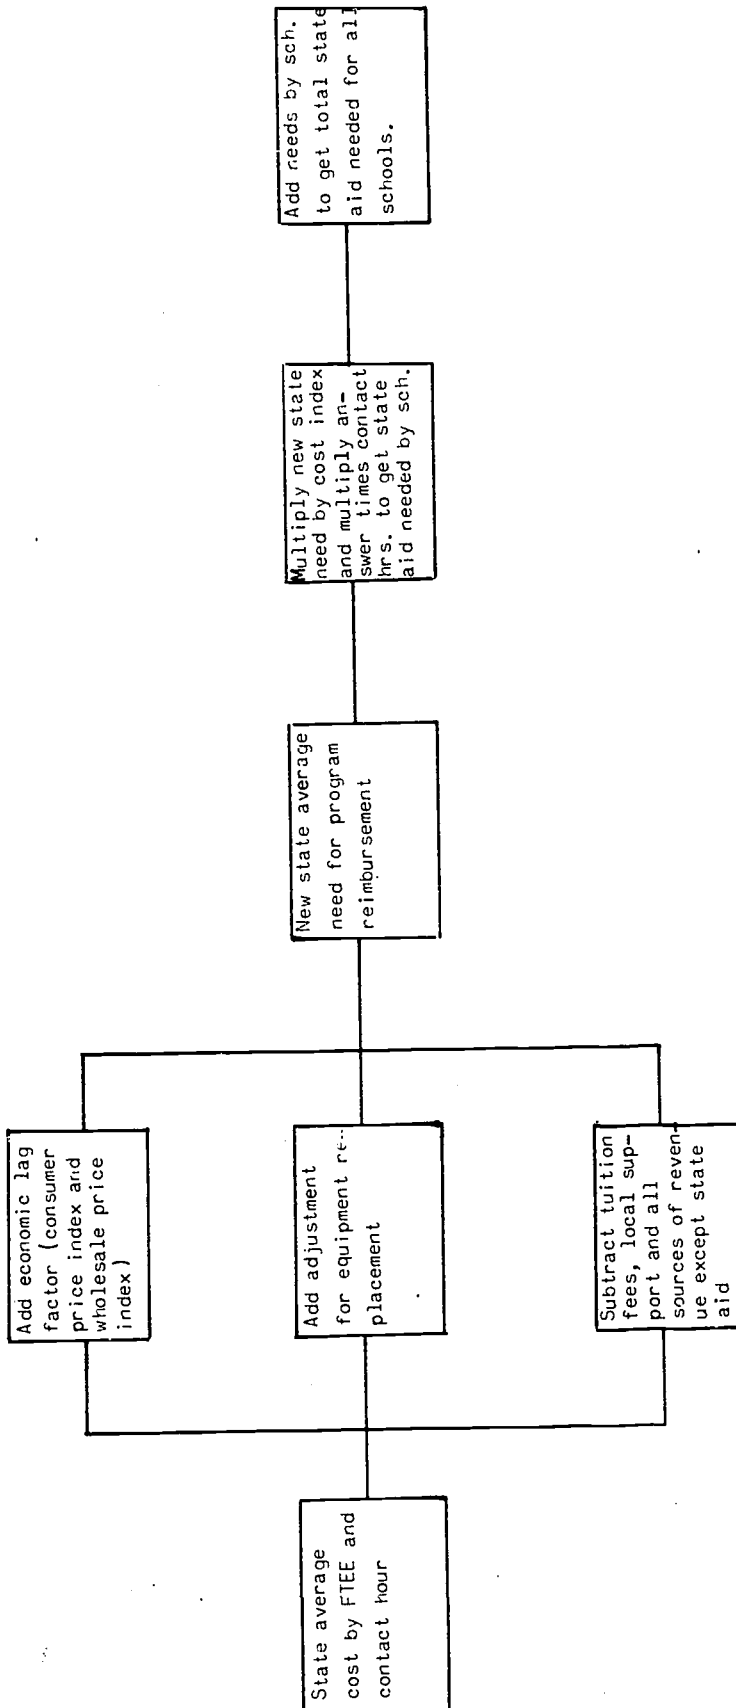 State average
cost by FTEE and
contact hour
Add economic lag
factor (consumer
price index and
wholesale price
index)
Add adjustment
for equipment re-
placement
Subtract tuition
fees, local sup-
port and all
sources of reven-
ue except state
aid
New state average
need for program
reimbursement
Multiply new state
need by cost index
and multiply an-
swer times contact
hrs. to get state
aid needed by sch.
Add needs by sch.
to get total state
aid needed for all
schools.